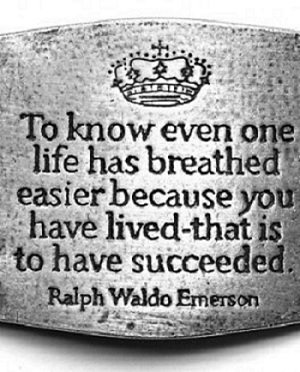 To know even one
life has breathed
easier because you
have lived-that is
to have succeeded.
Ralph Waldo Emerson